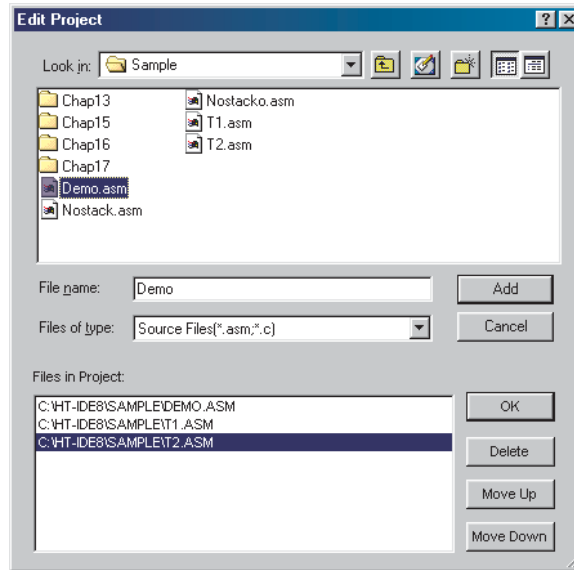 Edit Project
Look in: Sample
Chap13 Nostacko.asm
Chap15 T1.asm
Chap16 T2.asm
Chap17
Demo.asm
Nostack.asm
File name: Demo Add
Files of type: Source Files(*.asm;*.c) Cancel
Files in Project:
C:\HT-IDE8\SAMPLE\DEMO.ASM OK
C:\HT-IDE8\SAMPLE\T1.ASM
C:\HT-IDE8\SAMPLE\T2.ASM
Delete
Move Up
Move Down